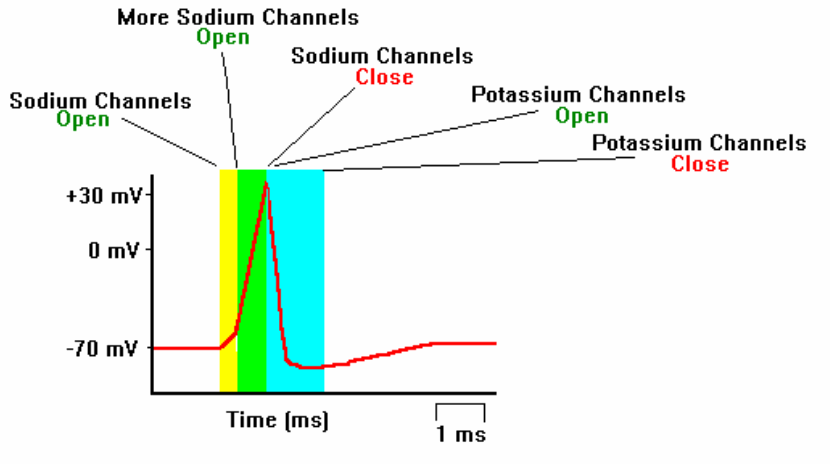 More Sodium Channels
Open
Sodium Channels
Close
Sodium Channels
Open
Potassium Channels
Open
Potassium Channels
Close
+30 mV
0 mV
-70 mV
Time (ms)
1 ms